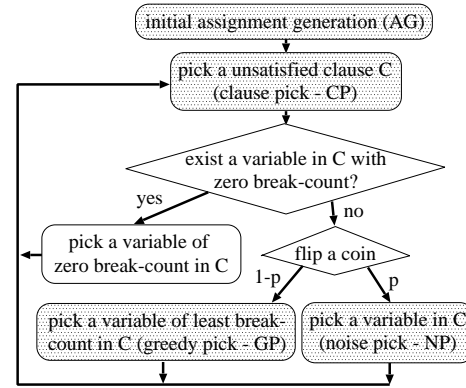 initial assignment generation (AG)
pick a unsatisfied clause C
(clause pick - CP)
exist a variable in C with
zero break-count?
yes
no
pick a variable of
zero break-count in C
flip a coin
1-p
p
pick a variable of least break-
count in C (greedy pick - GP)
pick a variable in C
(noise pick - NP)